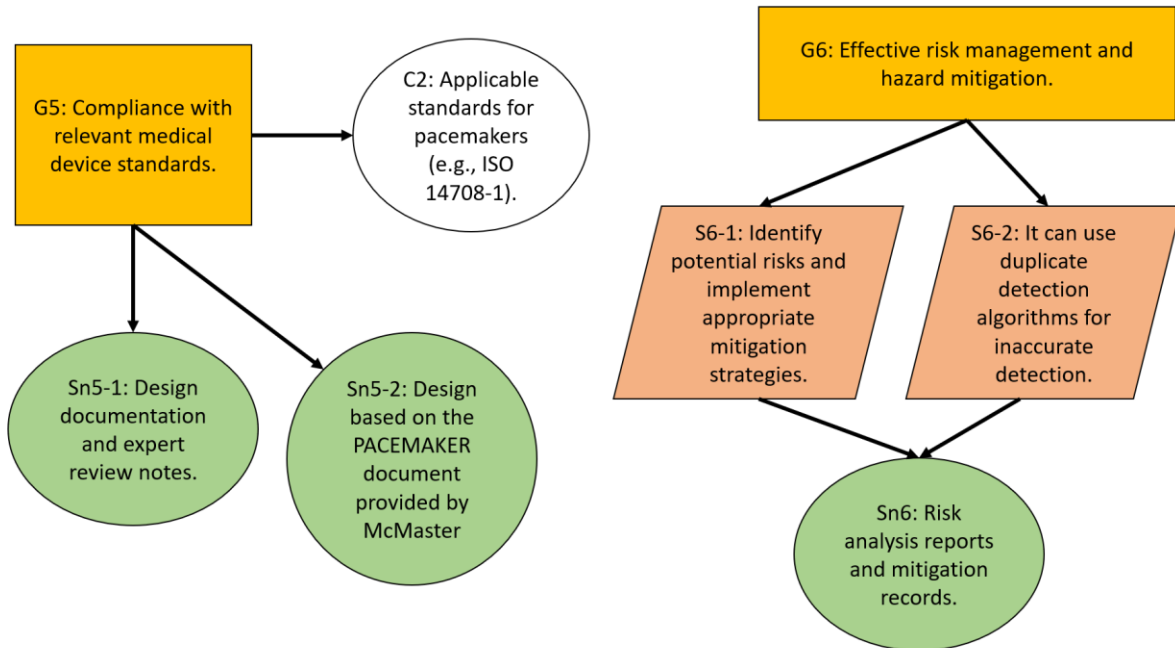 G5: Compliance with
relevant medical
device standards.
C2: Applicable
standards for
pacemakers
(e.g., ISO
14708-1).
Sn5-1: Design
documentation
and expert
review notes.
Sn5-2: Design
based on the
PACEMAKER
document
provided by
McMaster
G6: Effective risk management and
hazard mitigation.
S6-1: Identify
potential risks and
implement
appropriate
mitigation
strategies.
S6-2: It can use
duplicate
detection
algorithms for
inaccurate
detection.
Sn6: Risk
analysis reports
and mitigation
records.